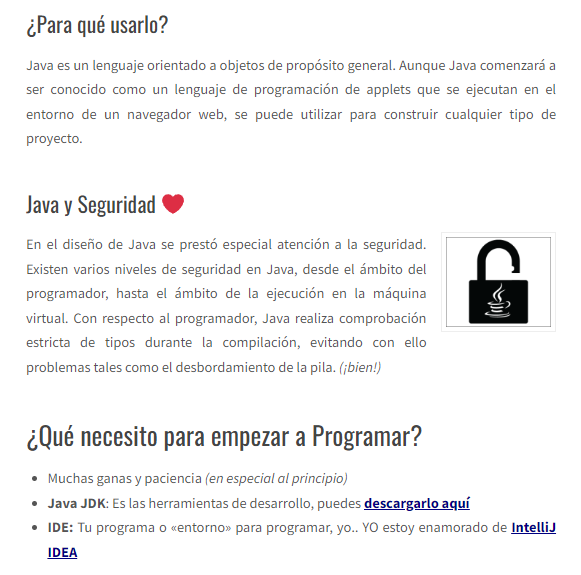 ¿Para qué usarlo?
Java es un lenguaje orientado a objetos de propósito general. Aunque Java comenzará a
ser conocido como un lenguaje de programación de applets que se ejecutan en el
entorno de un navegador web, se puede utilizar para construir cualquier tipo de
proyecto.
Java y Seguridad ❤️
En el diseño de Java se prestó especial atención a la seguridad.
Existen varios niveles de seguridad en Java, desde el ámbito del
programador, hasta el ámbito de la ejecución en la máquina
virtual. Con respecto al programador, Java realiza comprobación
estricta de tipos durante la compilación, evitando con ello
problemas tales como el desbordamiento de la pila. (¡bien!)
¿Qué necesito para empezar a Programar?
• Muchas ganas y paciencia (en especial al principio)
• Java JDK: Es las herramientas de desarrollo, puedes descargarlo aquí
• IDE: Tu programa o «entorno» para programar, yo.. YO estoy enamorado de IntelliJ
IDEA